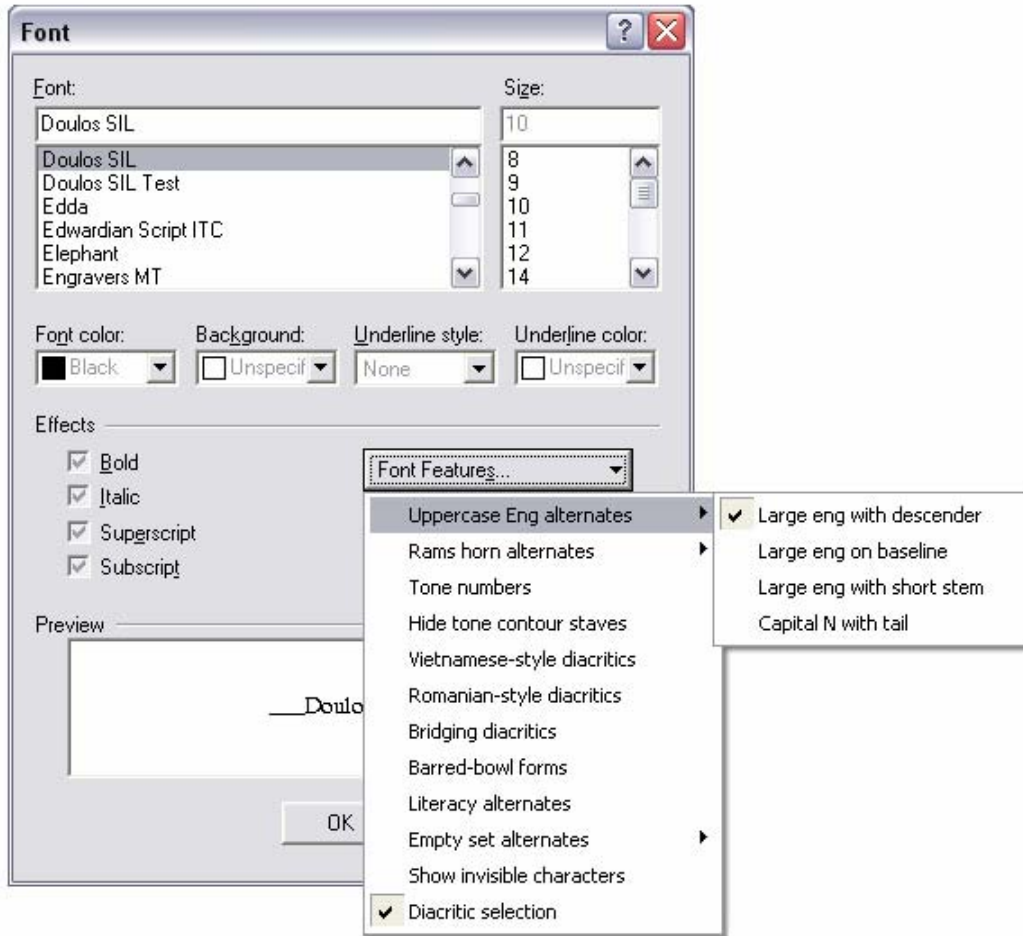 Font
Font: Size:
Doulos SIL 10
Doulos SIL 8
Doulos SIL Test 9
Edda 10
Edwardian Script ITC 11
Elephant 12
Engravers MT 14
Font color: Background: Underline style: Underline color:
Black Unspecif None Unspecif
Effects
Bold Font Features...
Italic
Superscript
Subscript
Uppercase Eng alternates
Rams horn alternates
Tone numbers
Hide tone contour staves
Vietnamese-style diacritics
Romanian-style diacritics
Bridging diacritics
Barred-bowl forms
Literacy alternates
Empty set alternates
Show invisible characters
Diacritic selection
Large eng with descender
Large eng on baseline
Large eng with short stem
Capital N with tail
Preview
___Doulo
OK